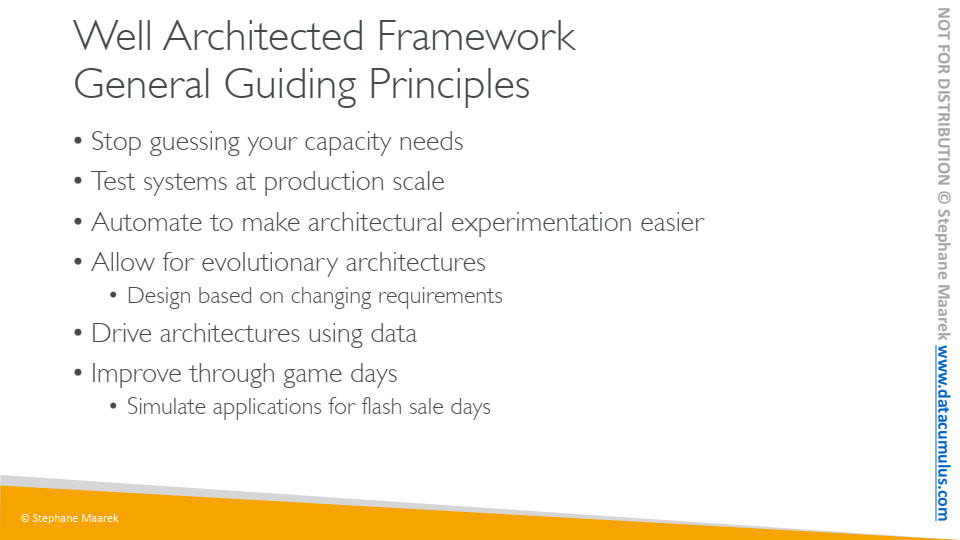 Well Architected Framework
General Guiding Principles
• Stop guessing your capacity needs
• Test systems at production scale
• Automate to make architectural experimentation easier
• Allow for evolutionary architectures
• Design based on changing requirements
• Drive architectures using data
• Improve through game days
• Simulate applications for flash sale days
© Stephane Maarek
NOT FOR DISTRIBUTION © Stephane Maarek www.datacumulus.com